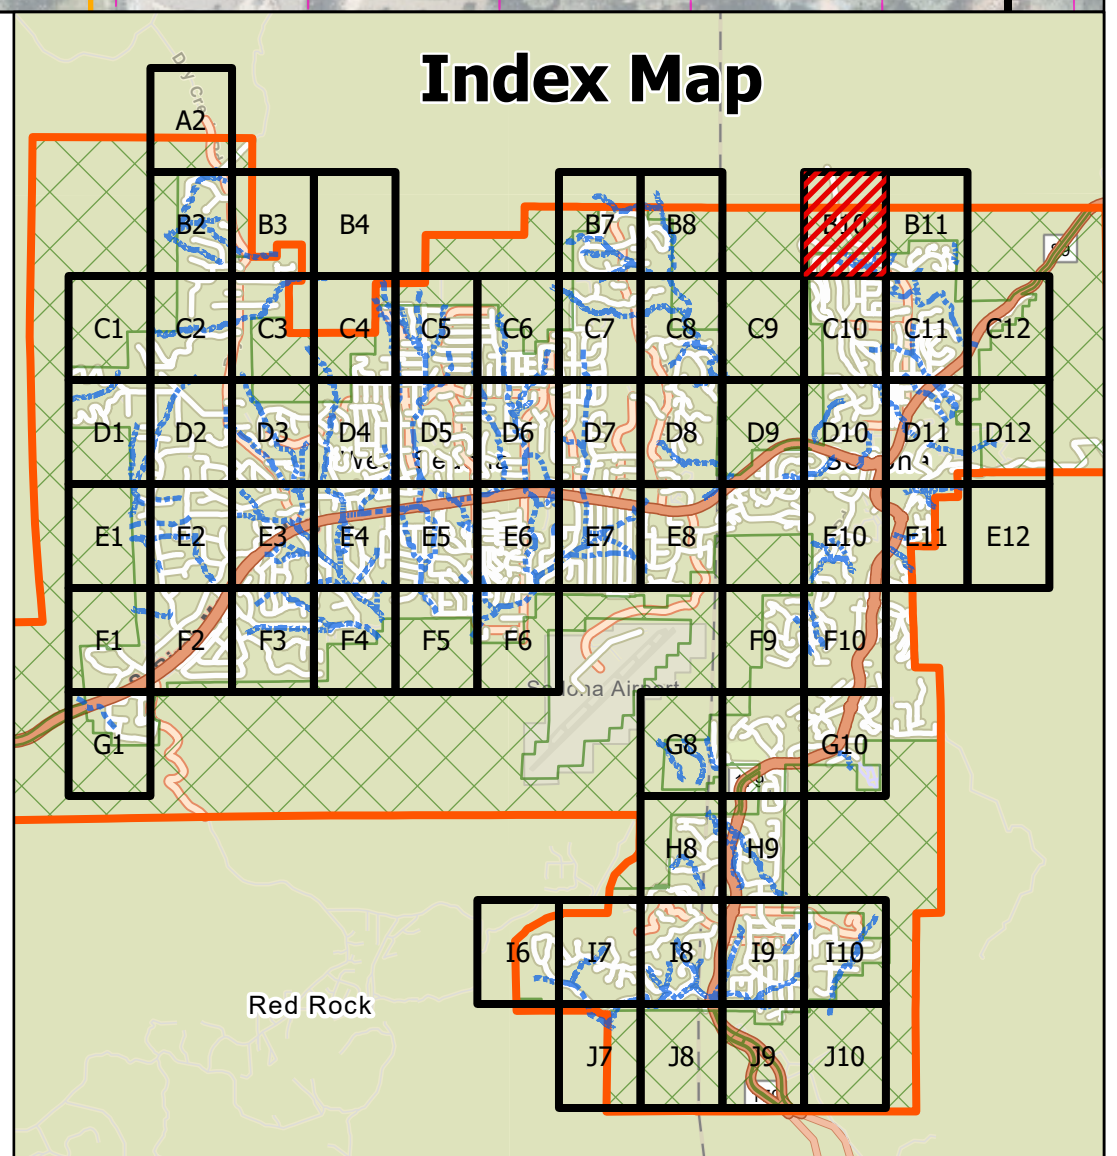 Index Map
A2
B2 B3 B4 B7 B8 B10 B11
89
C1 C2 C3 C4 C5 C6 C7 C8 C9 C10 C11 C12
D1 D2 D3 D4 D5 D6 D7 D8 D9 D10 D11 D12
E1 E2 E3 E4 E5 E6 E7 E8 E10 E11 E12
F1 F2 F3 F4 F5 F6 F9 F10
Sedona Airport
G1 G8 G10
H8 H9
I6 I7 I8 I9 I10
Red Rock
J7 J8 J9 J10